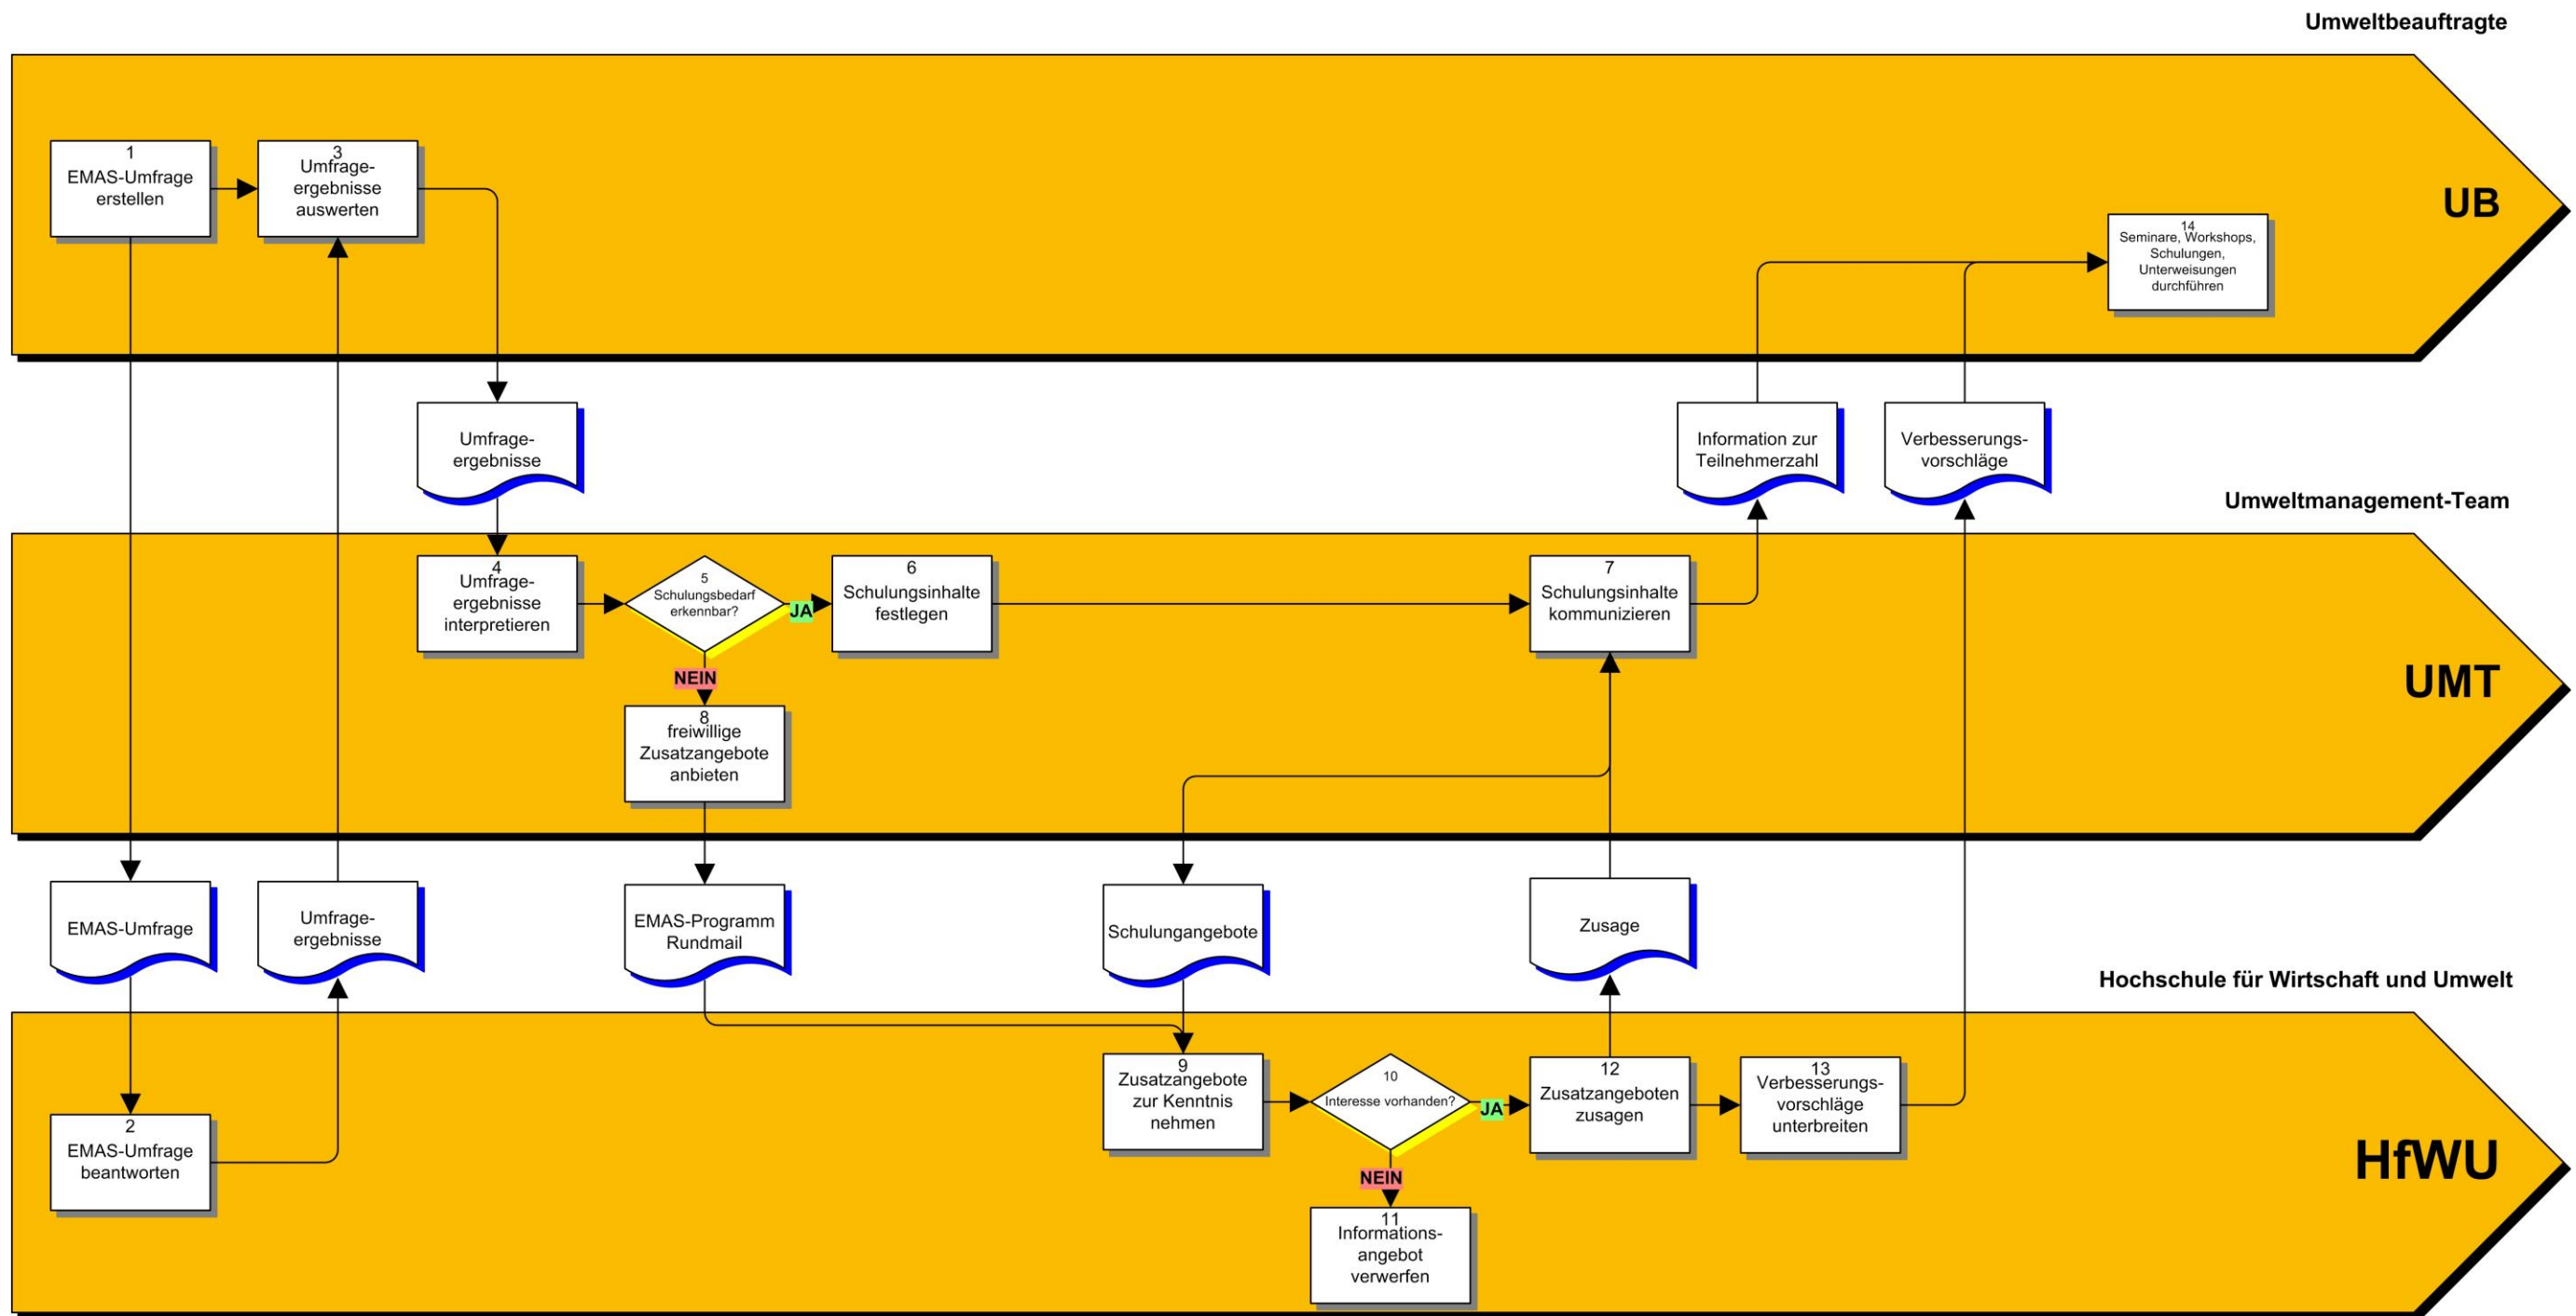 Umweltbeauftragte
1
EMAS-Umfrage
erstellen
3
Umfrage-
ergebnisse
auswerten
UB
14
Seminare, Workshops,
Schulungen,
Unterweisungen
durchführen
Umfrage-
ergebnisse
Information zur
Teilnehmerzahl
Verbesserungs-
vorschläge
Umweltmanagement-Team
4
Umfrage-
ergebnisse
interpretieren
5
Schulungsbedarf
erkennbar?
JA
6
Schulungsinhalte
festlegen
7
Schulungsinhalte
kommunizieren
NEIN
UMT
8
freiwillige
Zusatzangebote
anbieten
EMAS-Umfrage
Umfrage-
ergebnisse
EMAS-Programm
Rundmail
Schulungangebote
Zusage
Hochschule für Wirtschaft und Umwelt
2
EMAS-Umfrage
beantworten
9
Zusatzangebote
zur Kenntnis
nehmen
10
Interesse vorhanden?
JA
12
Zusatzangeboten
zusagen
13
Verbesserungs-
vorschläge
unterbreiten
HfWU
NEIN
11
Informations-
angebot
verwerfen